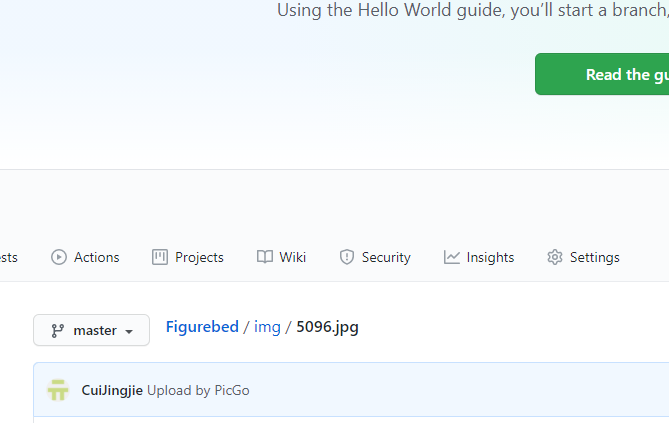 Using the Hello World guide, you'll start a branch,
Read the gu
sts Actions Projects Wiki Security Insights Settings
master Figurebed / img / 5096.jpg
CuiJingjie Upload by PicGo